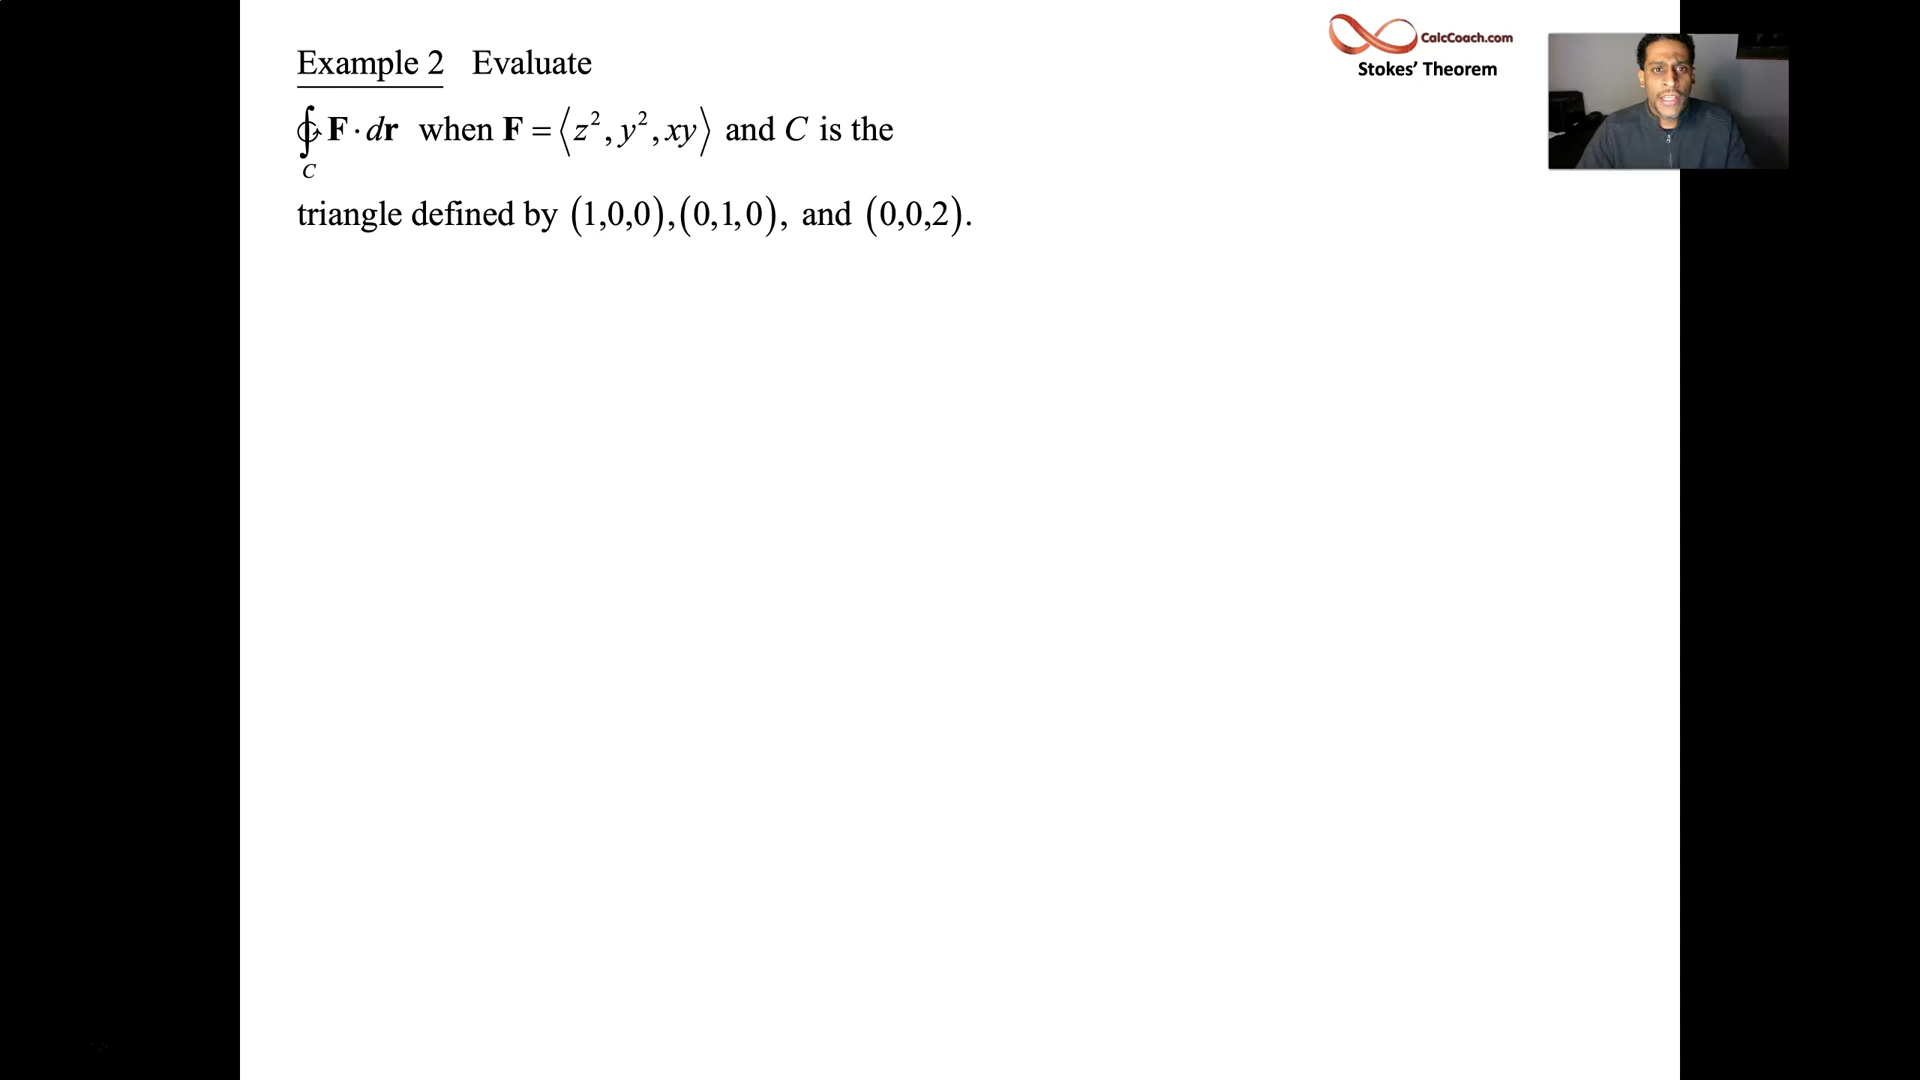 Example 2 Evaluate
∮_C F · dr when F = ⟨z², y², xy⟩ and C is the
triangle defined by (1,0,0),(0,1,0), and (0,0,2).
CalcCoach.com
Stokes’ Theorem